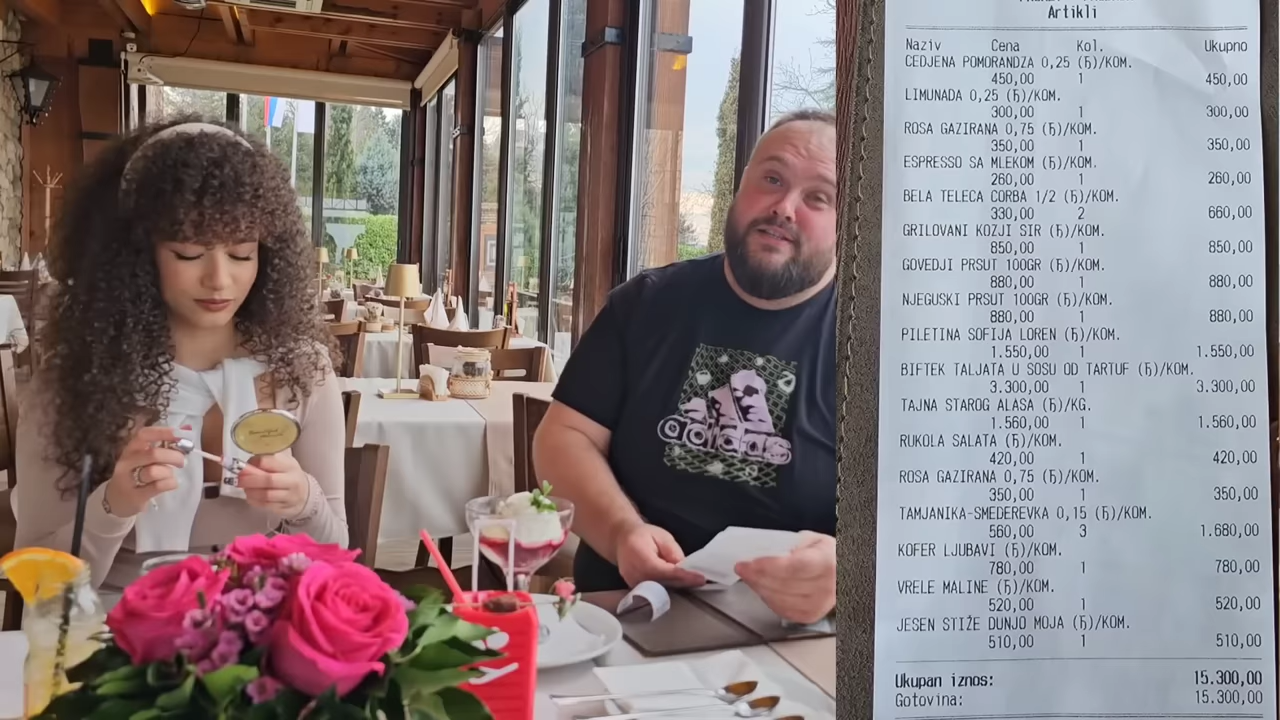 adidas
Artikli
Naziv Cena Kol. Ukupno
CEDJENA POMORANDZA 0,25 (Ђ)/KOM.
450,00 1 450,00
LIMUNADA 0,25 (Ђ)/KOM.
300,00 1 300,00
ROSA GAZIRANA 0,75 (Ђ)/KOM.
350,00 1 350,00
ESPRESSO SA MLEKOM (Ђ)/KOM.
260,00 1 260,00
BELA TELECA CORBA 1/2 (Ђ)/KOM.
330,00 2 660,00
GRILOVANI KOZJI SIR (Ђ)/KOM.
850,00 1 850,00
GOVEDJI PRSUT 100GR (Ђ)/KOM.
880,00 1 880,00
NJEGUSKI PRSUT 100GR (Ђ)/KOM.
880,00 1 880,00
PILETINA SOFIJA LOREN (Ђ)/KOM.
1.550,00 1 1.550,00
BIFTEK TALJATA U SOSU OD TARTUF (Ђ)/KOM.
3.300,00 1 3.300,00
TAJNA STAROG ALASA (Ђ)/KG.
1.560,00 1 1.560,00
RUKOLA SALATA (Ђ)/KOM.
420,00 1 420,00
ROSA GAZIRANA 0,75 (Ђ)/KOM.
350,00 1 350,00
TAMJANIKA-SMEDEREVKA 0,15 (Ђ)/KOM.
560,00 3 1.680,00
KOFER LJUBAVI (Ђ)/KOM.
780,00 1 780,00
VRELE MALINE (Ђ)/KOM.
520,00 1 520,00
JESEN STIŽE DUNJO MOJA (Ђ)/KOM.
510,00 1 510,00
Ukupan iznos: 15.300,00
Gotovina: 15.300,00